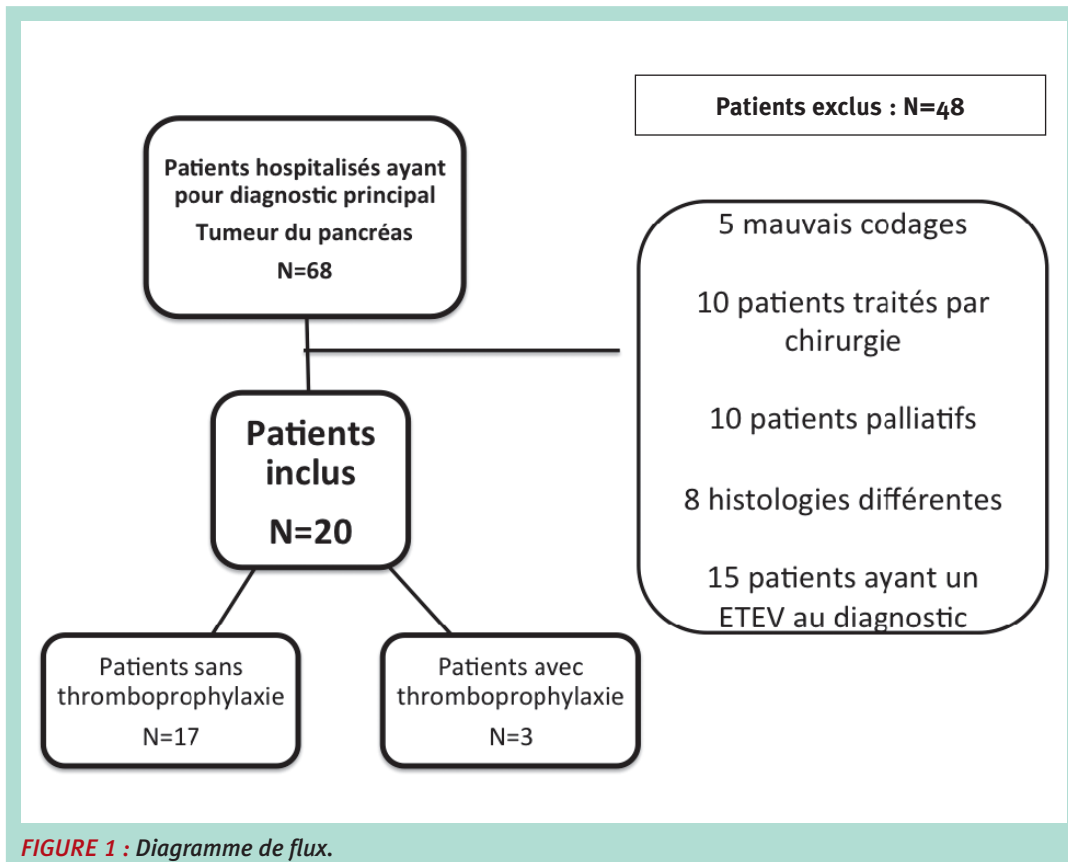 Patients exclus : N=48
Patients hospitalisés ayant
pour diagnostic principal
Tumeur du pancréas
N=68
5 mauvais codages
10 patients traités par
chirurgie
10 patients palliatifs
8 histologies différentes
15 patients ayant un
ETEV au diagnostic
Patients
inclus
N=20
Patients sans
thromboprophylaxie
N=17
Patients avec
thromboprophylaxie
N=3
FIGURE 1 : Diagramme de flux.